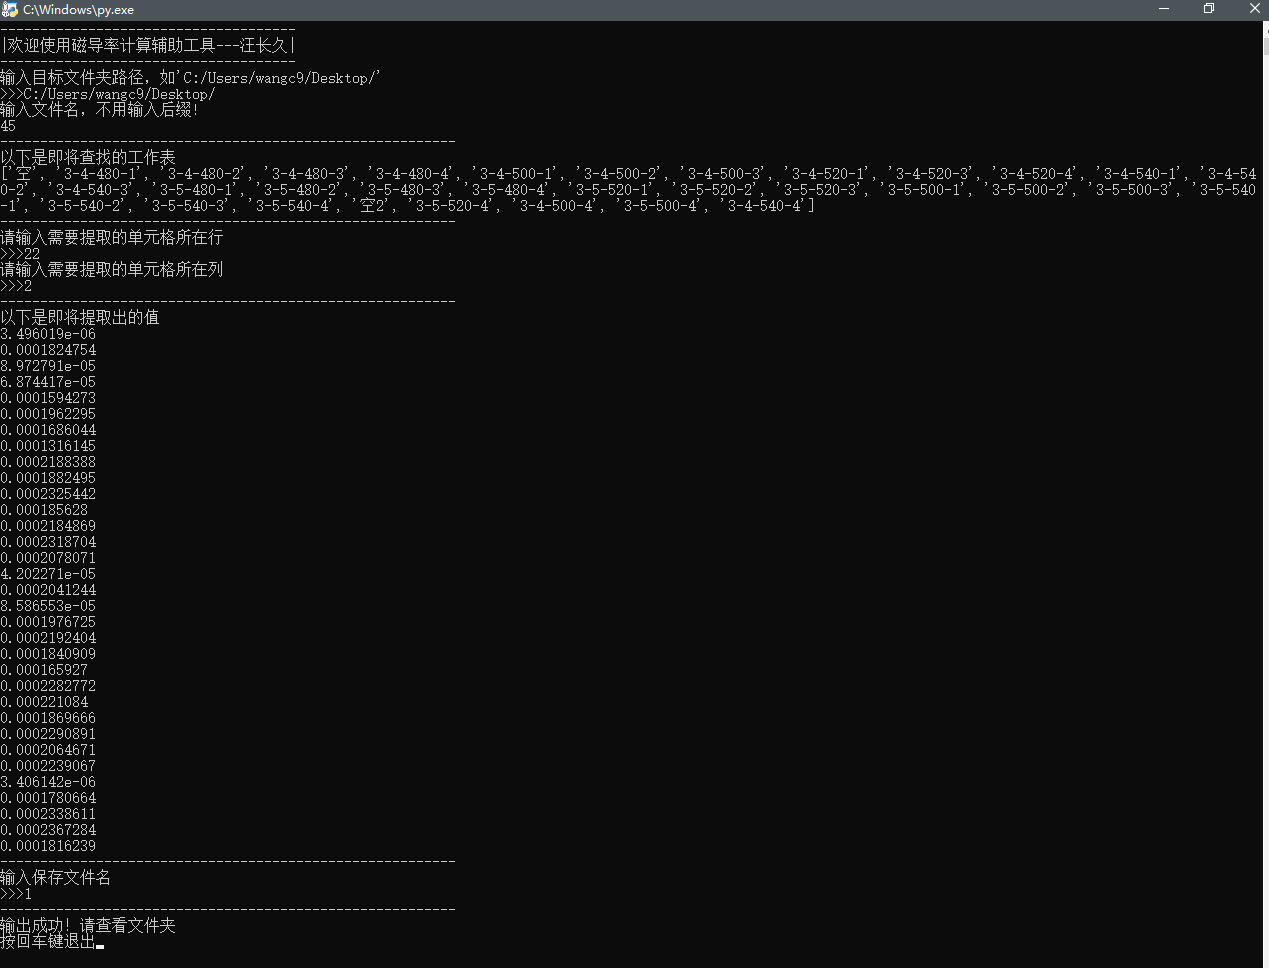 C:\Windows\py.exe
-------------------------------------
|欢迎使用磁导率计算辅助工具---汪长久|
-------------------------------------
输入目标文件夹路径，如'C:/Users/wangc9/Desktop/'
>>>C:/Users/wangc9/Desktop/
输入文件名，不用输入后缀!
45
---------------------------------------------------------
以下是即将查找的工作表
['空', '3-4-480-1', '3-4-480-2', '3-4-480-3', '3-4-480-4', '3-4-500-1', '3-4-500-2', '3-4-500-3', '3-4-520-1', '3-4-520-3', '3-4-520-4', '3-4-540-1', '3-4-54
0-2', '3-4-540-3', '3-5-480-1', '3-5-480-2', '3-5-480-3', '3-5-480-4', '3-5-520-1', '3-5-520-2', '3-5-520-3', '3-5-500-1', '3-5-500-2', '3-5-500-3', '3-5-540
-1', '3-5-540-2', '3-5-540-3', '3-5-540-4', '空2', '3-5-520-4', '3-4-500-4', '3-5-500-4', '3-4-540-4']
---------------------------------------------------------
请输入需要提取的单元格所在行
>>>22
请输入需要提取的单元格所在列
>>>2
---------------------------------------------------------
以下是即将提取出的值
3.496019e-06
0.0001824754
8.972791e-05
6.874417e-05
0.0001594273
0.0001962295
0.0001686044
0.0001316145
0.0002188388
0.0001882495
0.0002325442
0.000185628
0.0002184869
0.0002318704
0.0002078071
4.202271e-05
0.0002041244
8.586553e-05
0.0001976725
0.0002192404
0.0001840909
0.000165927
0.0002282772
0.000221084
0.0001869666
0.0002290891
0.0002064671
0.0002239067
3.406142e-06
0.0001780664
0.0002338611
0.0002367284
0.0001816239
---------------------------------------------------------
输入保存文件名
>>>1
---------------------------------------------------------
输出成功! 请查看文件夹
按回车键退出